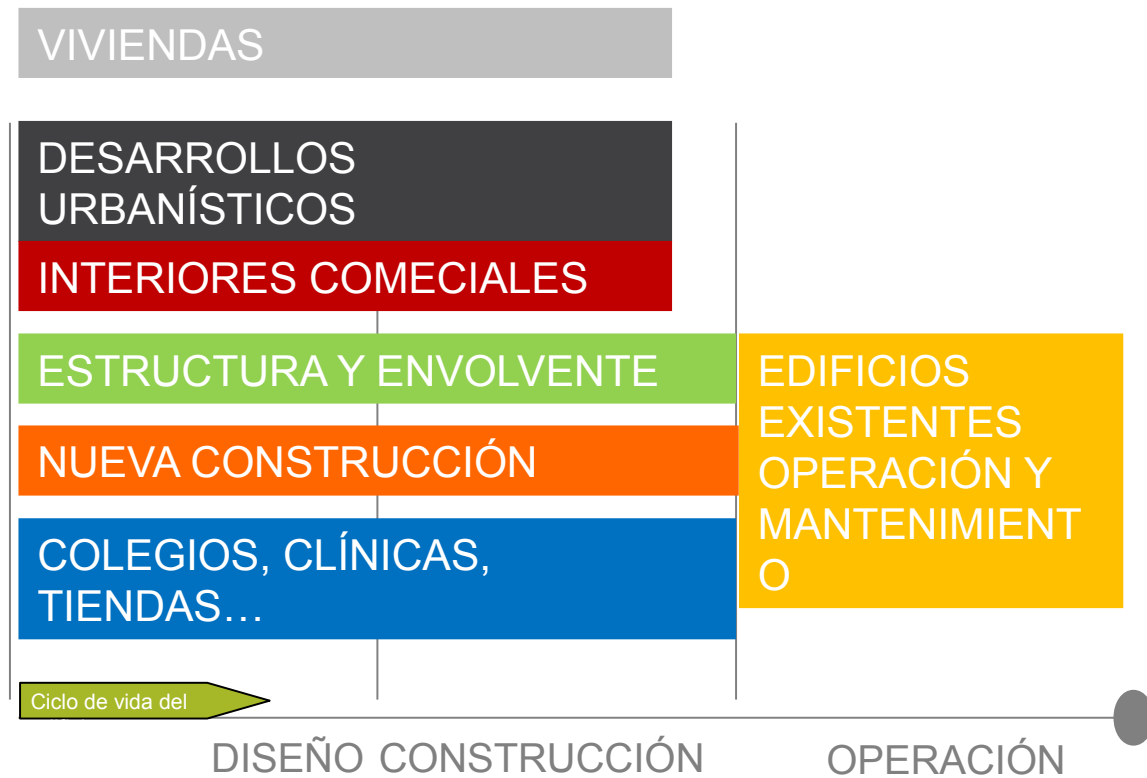 VIVIENDAS
DESARROLLOS
URBANÍSTICOS
INTERIORES COMECIALES
ESTRUCTURA Y ENVOLVENTE
NUEVA CONSTRUCCIÓN
COLEGIOS, CLÍNICAS,
TIENDAS…
EDIFICIOS
EXISTENTES
OPERACIÓN Y
MANTENIMIENT
O
Ciclo de vida del
DISEÑO CONSTRUCCIÓN OPERACIÓN